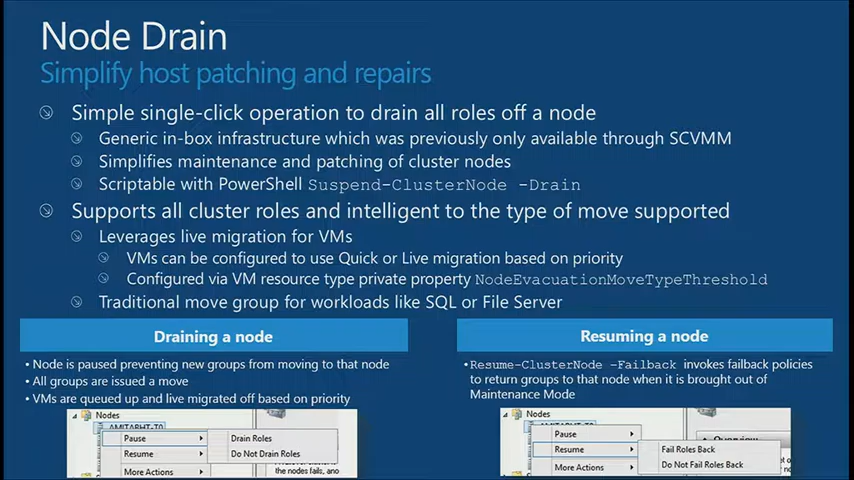 Node Drain
Simplify host patching and repairs
Simple single-click operation to drain all roles off a node
Generic in-box infrastructure which was previously only available through SCVMM
Simplifies maintenance and patching of cluster nodes
Scriptable with PowerShell Suspend-ClusterNode -Drain
Supports all cluster roles and intelligent to the type of move supported
Leverages live migration for VMs
VMs can be configured to use Quick or Live migration based on priority
Configured via VM resource type private property NodeEvacuationMoveTypeThreshold
Traditional move group for workloads like SQL or File Server
Draining a node
• Node is paused preventing new groups from moving to that node
• All groups are issued a move
• VMs are queued up and live migrated off based on priority
Nodes
Pause
Resume
More Actions
Drain Roles
Do Not Drain Roles
the nodes fails, ano
Resuming a node
• Resume-ClusterNode -Failback invokes failback policies
to return groups to that node when it is brought out of
Maintenance Mode
Nodes
Pause
Resume
More Actions
Overview
Fail Roles Back
Do Not Fail Roles Back